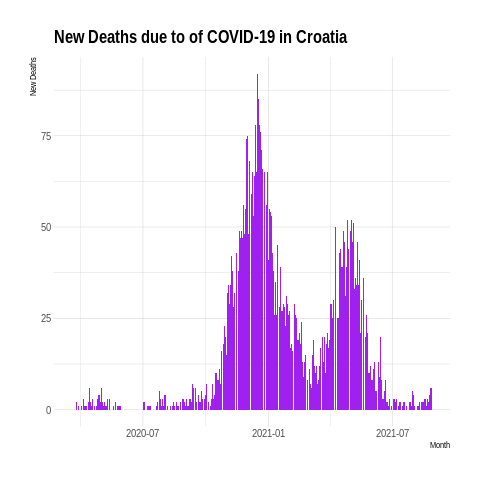 New Deaths due to of COVID-19 in Croatia
New Deaths
75
50
25
0
2020-07
2021-01
2021-07
Month